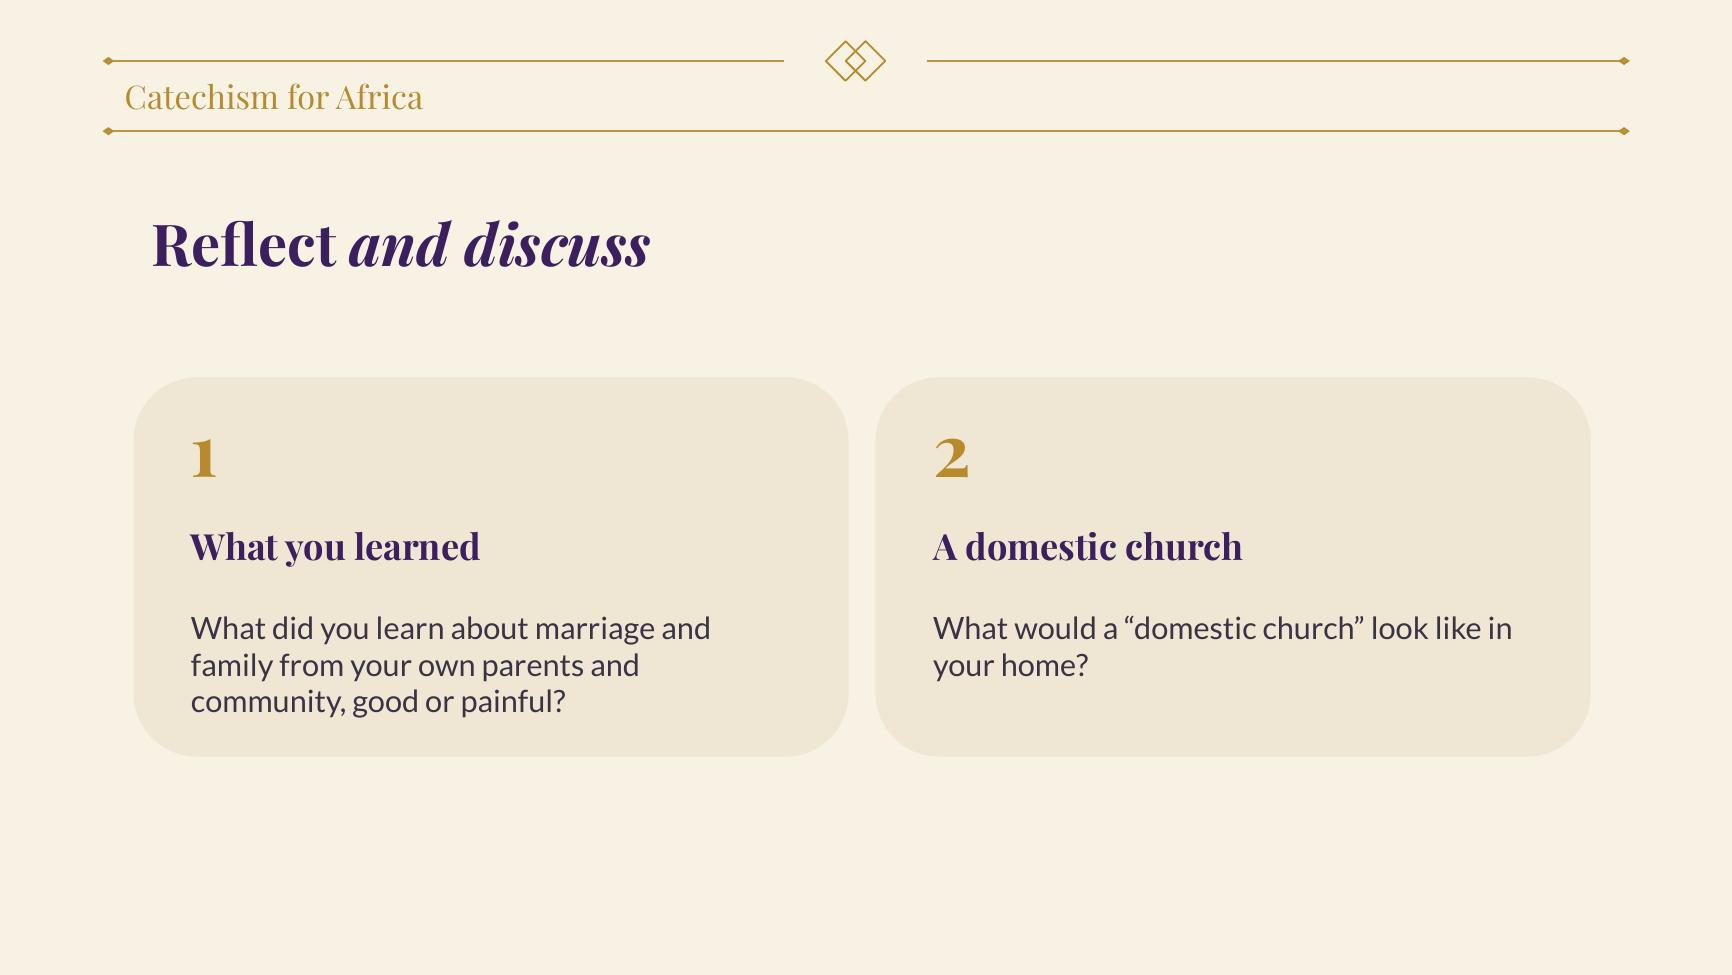 Catechism for Africa
Reflect and discuss
1
What you learned
What did you learn about marriage and
family from your own parents and
community, good or painful?
2
A domestic church
What would a “domestic church” look like in
your home?